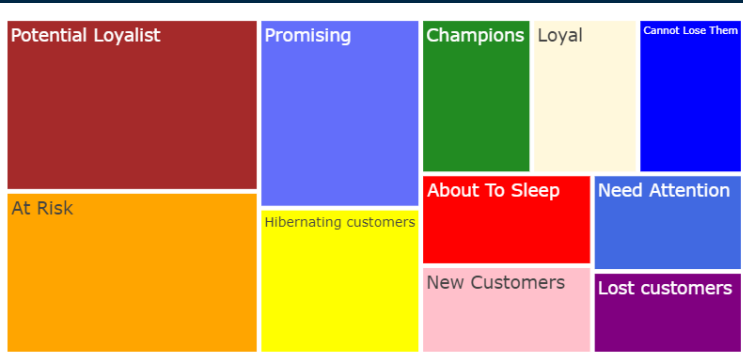 Potential Loyalist
Promising
Champions
Loyal
Cannot Lose Them
At Risk
Hibernating customers
About To Sleep
Need Attention
New Customers
Lost customers